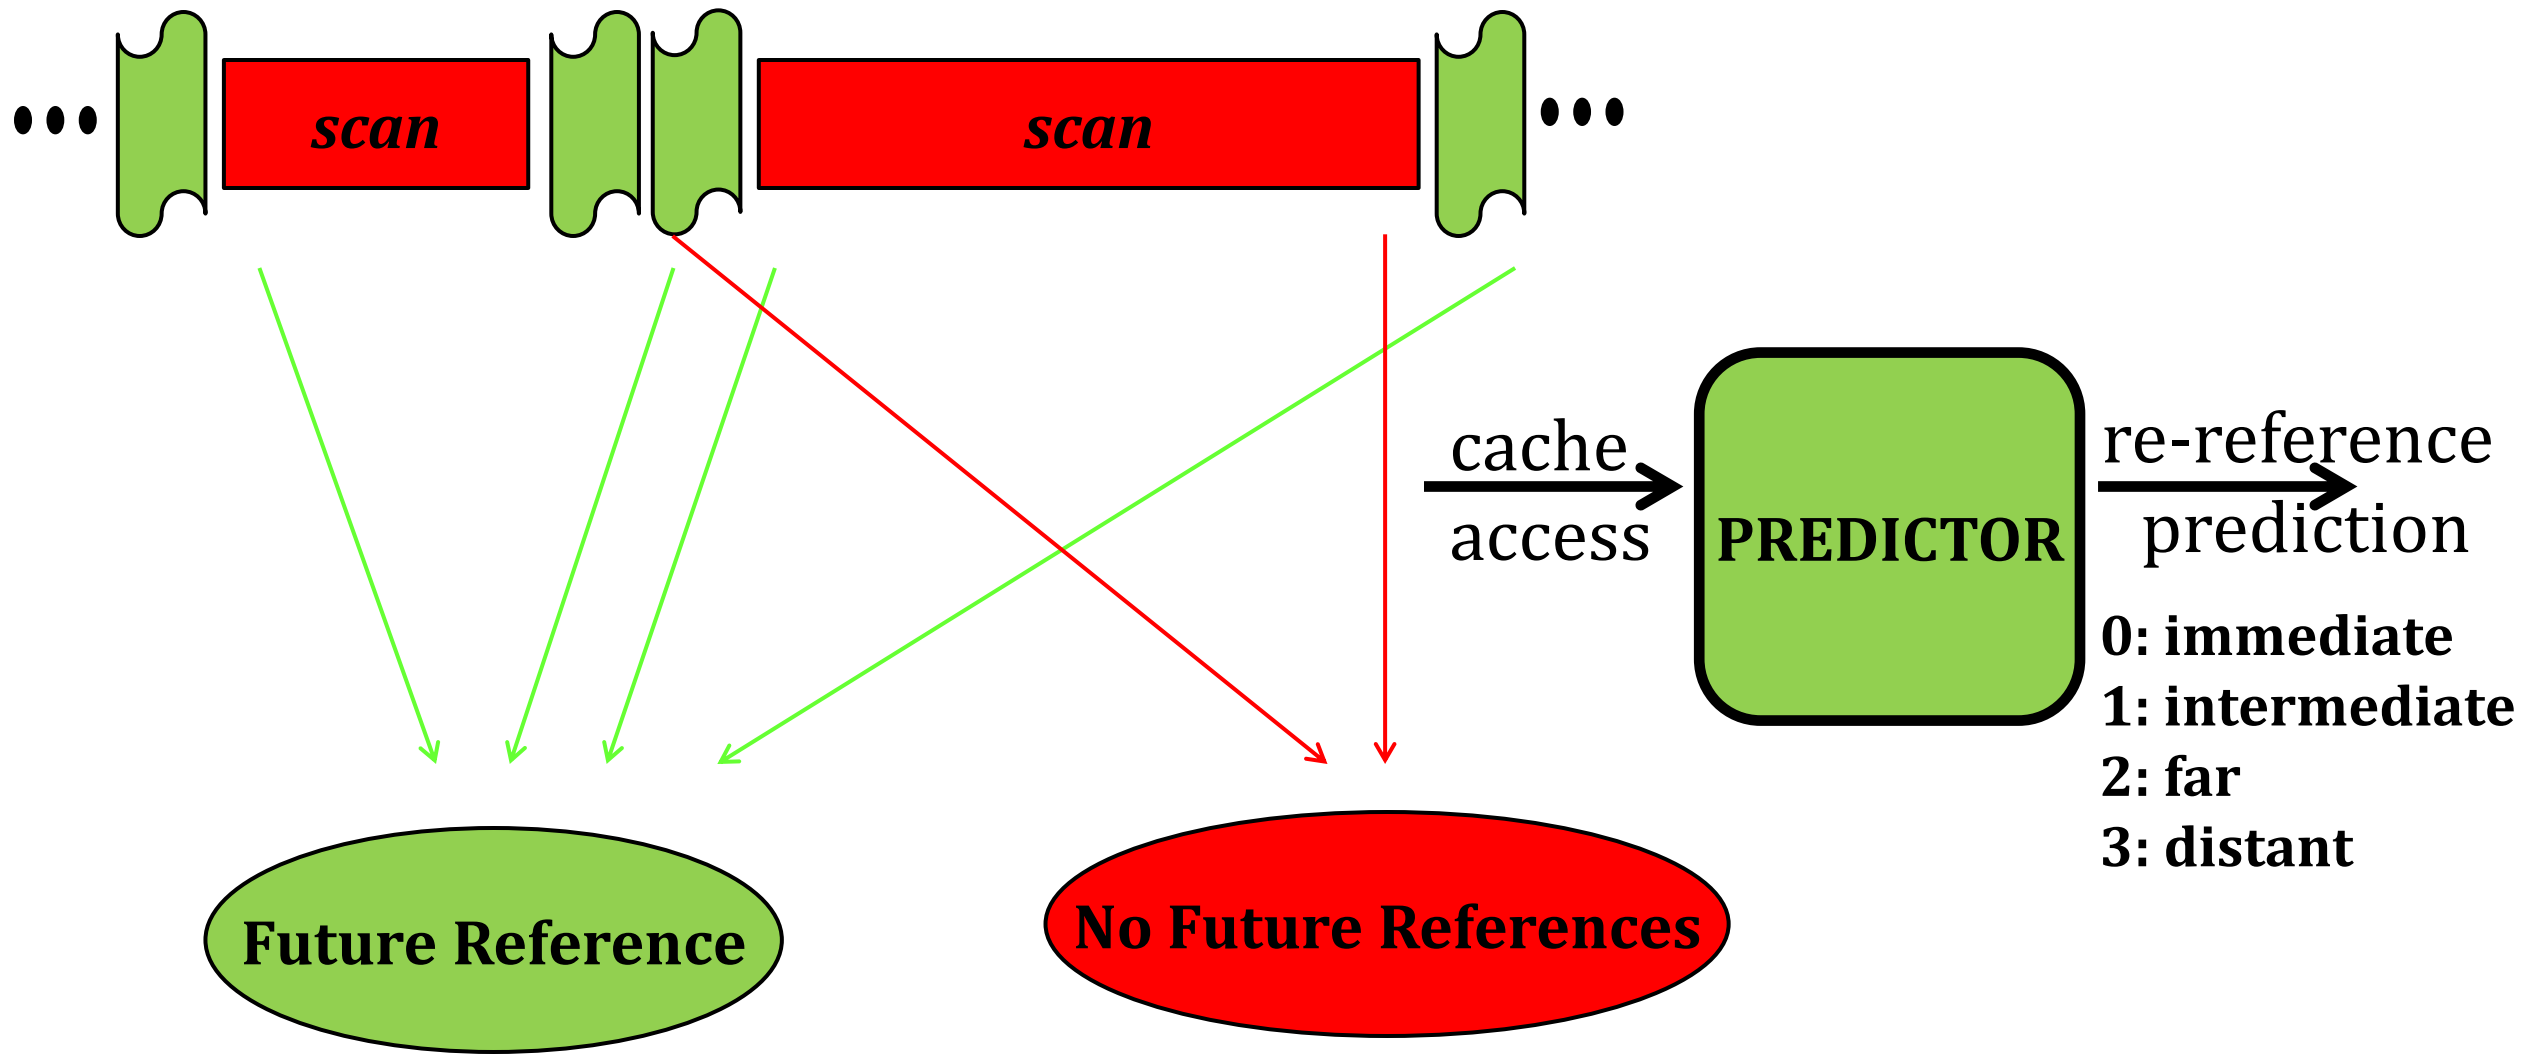 scan
scan
cache
access
PREDICTOR
re-reference
prediction
0: immediate
1: intermediate
2: far
3: distant
Future Reference
No Future References